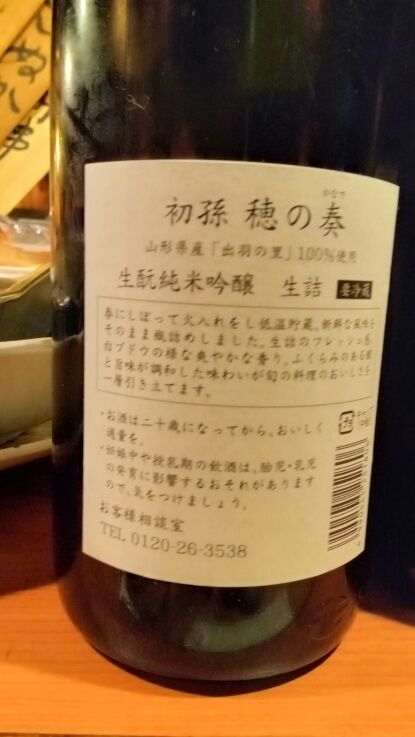 かなで
初孫 穂の奏
山形県産「出羽の里」100%使用
生酛純米吟醸 生詰 要冷蔵
春にしぼって火入れをし低温貯蔵、新鮮な風味を
そのまま瓶詰めしました。生詰のフレッシュ感、
白ブドウの様な爽やかな香り。ふくらみのある酸
と旨味が調和した味わいが旬の料理のおいしさを
一層引き立てます。
・お酒は二十歳になってから、おいしく
適量を。
・妊娠中や授乳期の飲酒は、胎児・乳児
の発育に影響するおそれがあります
ので、気をつけましょう。
お客様相談室
TEL 0120-26-3538